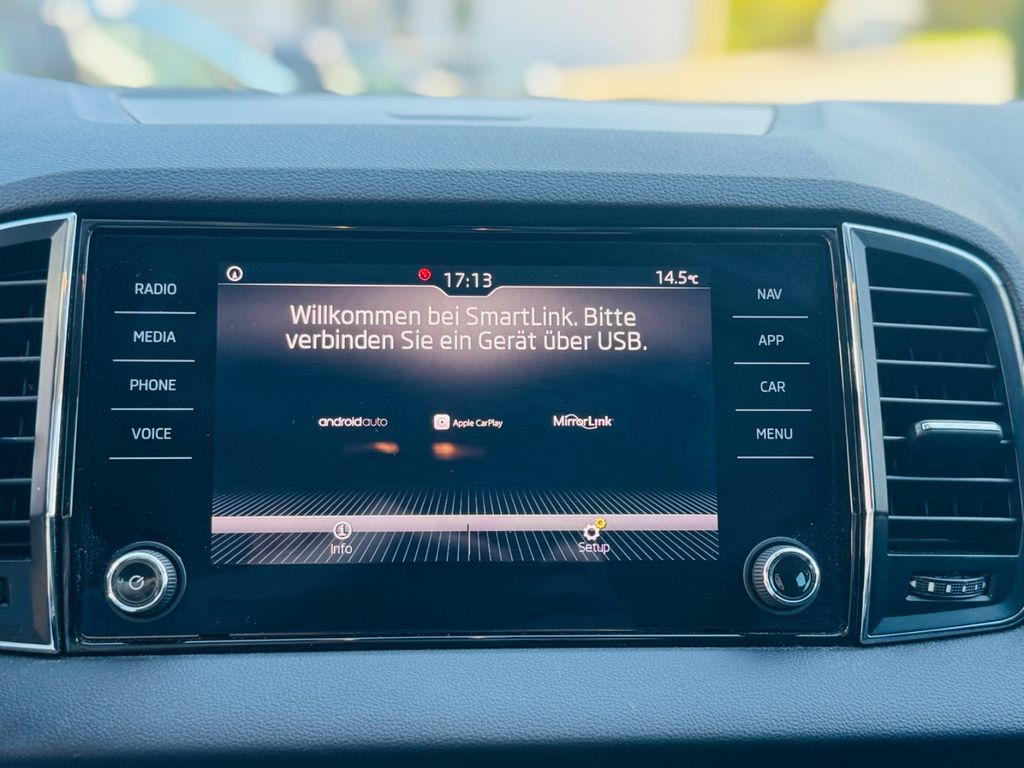 RADIO
MEDIA
PHONE
VOICE
17:13
14.5°C
Willkommen bei SmartLink. Bitte
verbinden Sie ein Gerät über USB.
androidauto
Apple CarPlay
MirrorLink
Info
Setup
NAV
APP
CAR
MENU